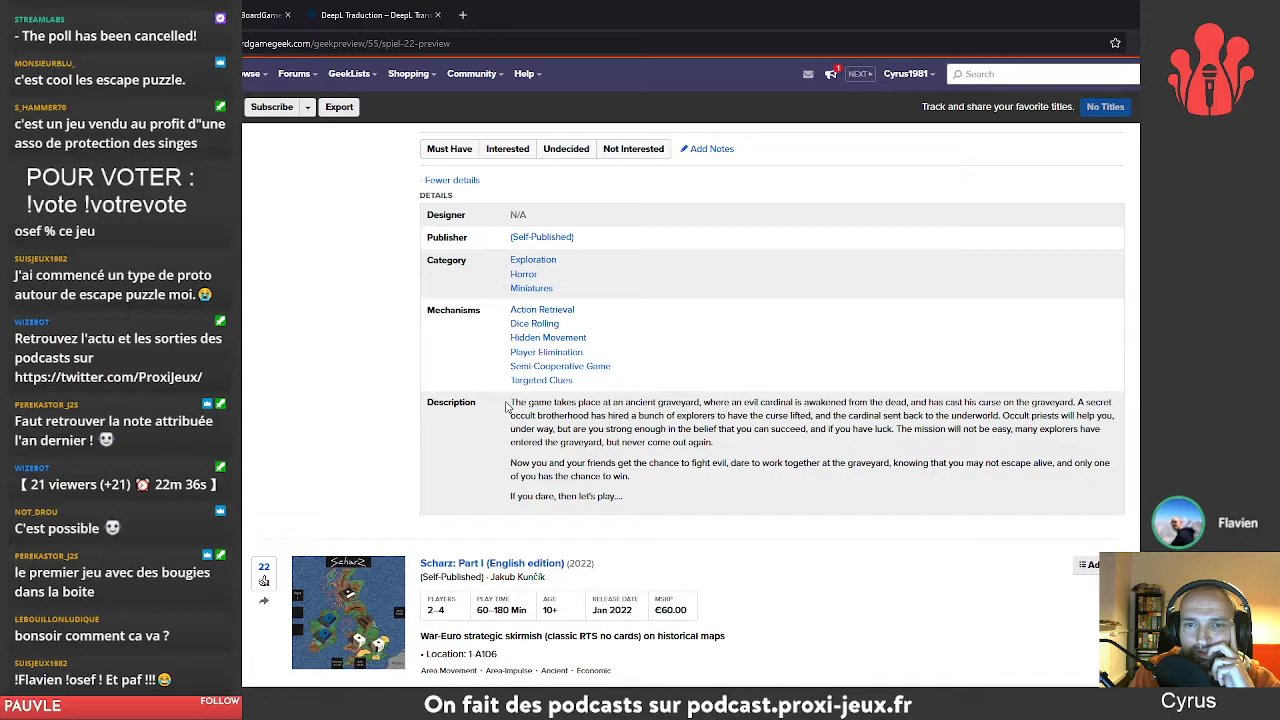 STREAMLABS
- The poll has been cancelled!
MONSIEURBLU_
c'est cool les escape puzzle.
S_HAMMER70
c'est un jeu vendu au profit d"une
asso de protection des singes
POUR VOTER :
!vote !votrevote
osef % ce jeu
SUISJEUX1982
J'ai commencé un type de proto
autour de escape puzzle moi.
WIZEBOT
Retrouvez l'actu et les sorties des
podcasts sur
https://twitter.com/ProxiJeux/
PEREKASTOR_J2S
Faut retrouver la note attribuée
l'an dernier !
WIZEBOT
【 21 viewers (+21) ⏰ 22m 36s 】
NOT_DROU
C'est possible
PEREKASTOR_J2S
le premier jeu avec des bougies
dans la boite
LEBOUILLONLUDIQUE
bonsoir comment ca va ?
SUISJEUX1982
!Flavien !osef ! Et paf !!!
PAUVLE FOLLOW
BoardGame × DeepL Traduction – DeepL Trans × +
rdgamegeek.com/geekpreview/55/spiel-22-preview
wse Forums GeekLists Shopping Community Help 1 NEXT Cyrus1981 Search
Subscribe Export Track and share your favorite titles. No Titles
Must Have Interested Undecided Not Interested Add Notes
- Fewer details
DETAILS
Designer N/A
Publisher (Self-Published)
Category Exploration
Horror
Miniatures
Mechanisms Action Retrieval
Dice Rolling
Hidden Movement
Player Elimination
Semi-Cooperative Game
Targeted Clues
Description The game takes place at an ancient graveyard, where an evil cardinal is awakened from the dead, and has cast his curse on the graveyard. A secret
occult brotherhood has hired a bunch of explorers to have the curse lifted, and the cardinal sent back to the underworld. Occult priests will help you,
under way, but are you strong enough in the belief that you can succeed, and if you have luck. The mission will not be easy, many explorers have
entered the graveyard, but never come out again.
Now you and your friends get the chance to fight evil, dare to work together at the graveyard, knowing that you may not escape alive, and only one
of you has the chance to win.
If you dare, then let's play....
22
ScharZ
Scharz: Part I (English edition) (2022)
(Self-Published) · Jakub Kunčík
PLAYERS PLAY TIME AGE RELEASE DATE MSRP
2–4 60–180 Min 10+ Jan 2022 €60.00
War-Euro strategic skirmish (classic RTS no cards) on historical maps
• Location: 1-A106
Area Movement · Area-Impulse · Ancient · Economic
Ad
Flavien
On fait des podcasts sur podcast.proxi-jeux.fr
Cyrus